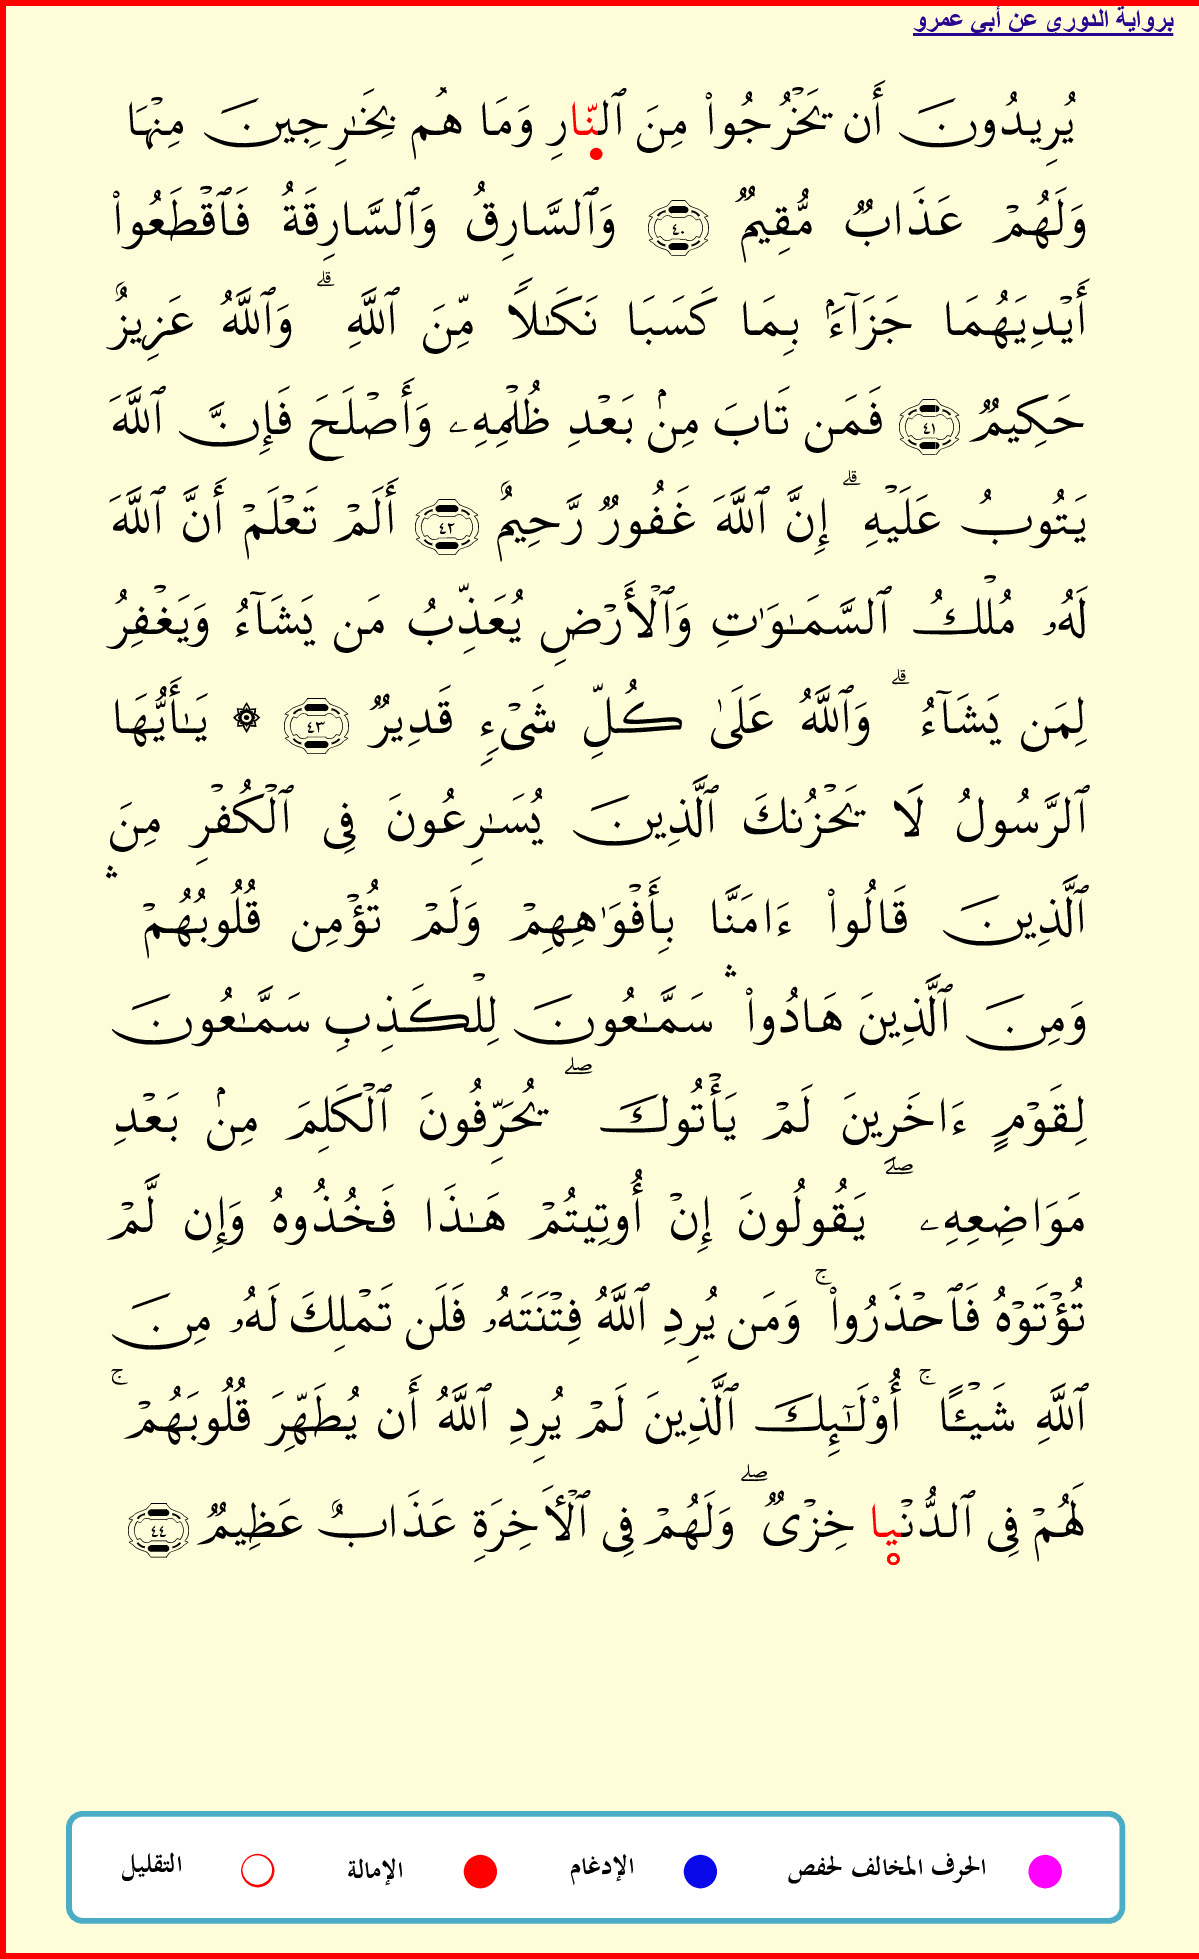 برواية الدوري عن أبي عمرو
يُرِيدُونَ أَن يَخْرُجُوا۟ مِنَ ٱلنَّارِ وَمَا هُم بِخَٰرِجِينَ مِنْهَا
وَلَهُمْ عَذَابٌ مُّقِيمٌ ٤٠ وَٱلسَّارِقُ وَٱلسَّارِقَةُ فَٱقْطَعُوا۟
أَيْدِيَهُمَا جَزَآءَۢ بِمَا كَسَبَا نَكَٰلًا مِّنَ ٱللَّهِ ۗ وَٱللَّهُ عَزِيزٌ
حَكِيمٌ ٤١ فَمَن تَابَ مِنۢ بَعْدِ ظُلْمِهِۦ وَأَصْلَحَ فَإِنَّ ٱللَّهَ
يَتُوبُ عَلَيْهِ ۗ إِنَّ ٱللَّهَ غَفُورٌ رَّحِيمٌ ٤٢ أَلَمْ تَعْلَمْ أَنَّ ٱللَّهَ
لَهُۥ مُلْكُ ٱلسَّمَٰوَٰتِ وَٱلْأَرْضِ يُعَذِّبُ مَن يَشَآءُ وَيَغْفِرُ
لِمَن يَشَآءُ ۗ وَٱللَّهُ عَلَىٰ كُلِّ شَىْءٍ قَدِيرٌ ٤٣ ۞ يَٰٓأَيُّهَا
ٱلرَّسُولُ لَا يَحْزُنكَ ٱلَّذِينَ يُسَٰرِعُونَ فِى ٱلْكُفْرِ مِنَ
ٱلَّذِينَ قَالُوا۟ ءَامَنَّا بِأَفْوَٰهِهِمْ وَلَمْ تُؤْمِن قُلُوبُهُمْ ۛ
وَمِنَ ٱلَّذِينَ هَادُوا۟ ۛ سَمَّٰعُونَ لِلْكَذِبِ سَمَّٰعُونَ
لِقَوْمٍ ءَاخَرِينَ لَمْ يَأْتُوكَ ۖ يُحَرِّفُونَ ٱلْكَلِمَ مِنۢ بَعْدِ
مَوَاضِعِهِۦ ۖ يَقُولُونَ إِنْ أُوتِيتُمْ هَٰذَا فَخُذُوهُ وَإِن لَّمْ
تُؤْتَوْهُ فَٱحْذَرُوا۟ ۚ وَمَن يُرِدِ ٱللَّهُ فِتْنَتَهُۥ فَلَن تَمْلِكَ لَهُۥ مِنَ
ٱللَّهِ شَيْـًٔا ۚ أُو۟لَٰٓئِكَ ٱلَّذِينَ لَمْ يُرِدِ ٱللَّهُ أَن يُطَهِّرَ قُلُوبَهُمْ ۚ
لَهُمْ فِى ٱلدُّنْيا خِزْىٌ ۖ وَلَهُمْ فِى ٱلْأَخِرَةِ عَذَابٌ عَظِيمٌ ٤٤
الحرف المخالف لحفص الإدغام الإمالة التقليل